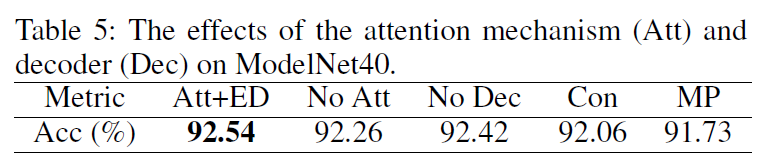 Table 5: The effects of the attention mechanism (Att) and
decoder (Dec) on ModelNet40.
Metric Att+ED No Att No Dec Con MP
Acc (%) 92.54 92.26 92.42 92.06 91.73